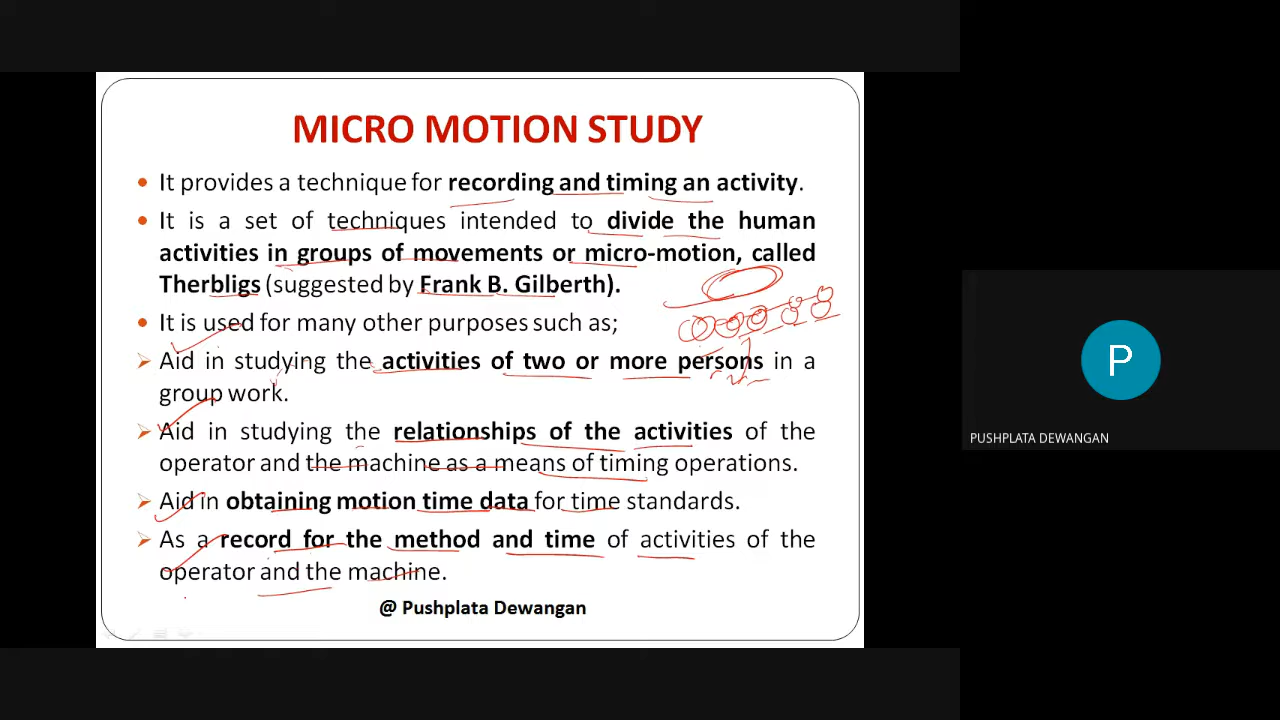 MICRO MOTION STUDY
• It provides a technique for recording and timing an activity.
• It is a set of techniques intended to divide the human
activities in groups of movements or micro-motion, called
Therbligs (suggested by Frank B. Gilberth).
• It is used for many other purposes such as;
➢ Aid in studying the activities of two or more persons in a
group work.
➢ Aid in studying the relationships of the activities of the
operator and the machine as a means of timing operations.
➢ Aid in obtaining motion time data for time standards.
➢ As a record for the method and time of activities of the
operator and the machine.
@ Pushplata Dewangan
P
PUSHPLATA DEWANGAN